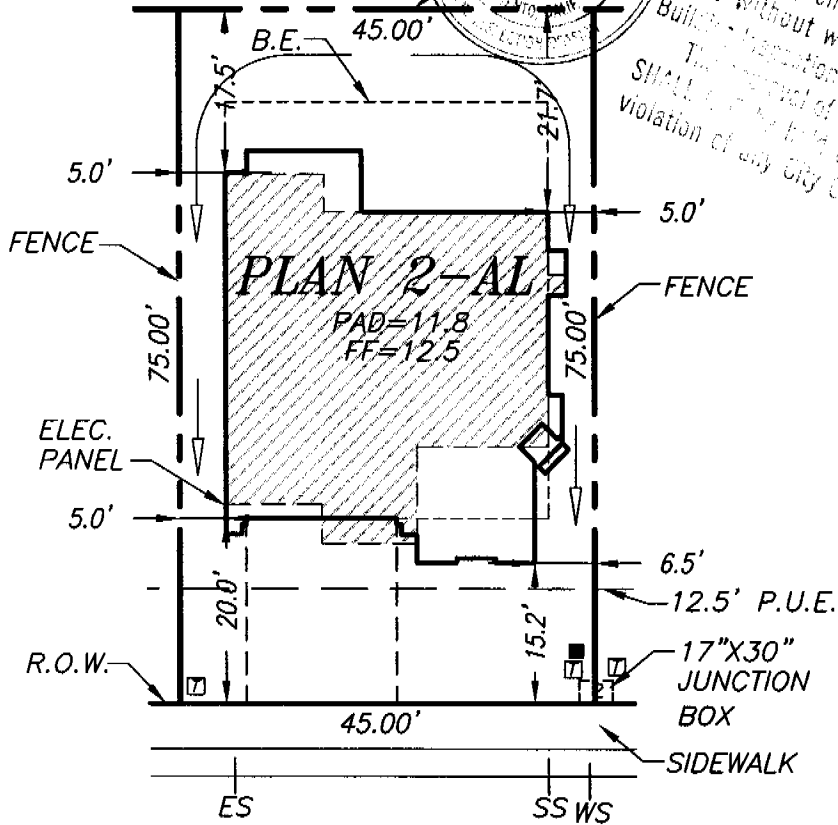 45.00'
without w
violation of any City
B.E.
17.5'
21.7'
5.0'
5.0'
FENCE
FENCE
PLAN 2-AL
PAD=11.8
FF=12.5
75.00'
75.00'
ELEC.
PANEL
5.0'
6.5'
20.0'
15.2'
12.5' P.U.E.
R.O.W.
T
T
T
17"X30"
JUNCTION
BOX
45.00'
SIDEWALK
ES
SS
WS